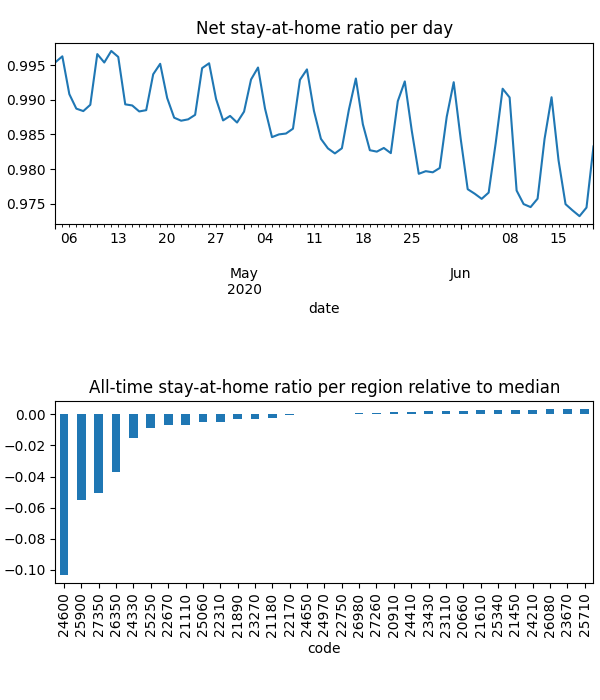 Net stay-at-home ratio per day
0.995
0.990
0.985
0.980
0.975
06 13 20 27 04 11 18 25 08 15
May Jun
2020
date
All-time stay-at-home ratio per region relative to median
0.00
−0.02
−0.04
−0.06
−0.08
−0.10
24600 25900 27350 26350 24330 25250 22670 21110 25060 22310 21890 23270 21180 22170 24650 24970 22750 26980 27260 20910 24410 23430 23110 20660 21610 25340 21450 24210 26080 23670 25710
code